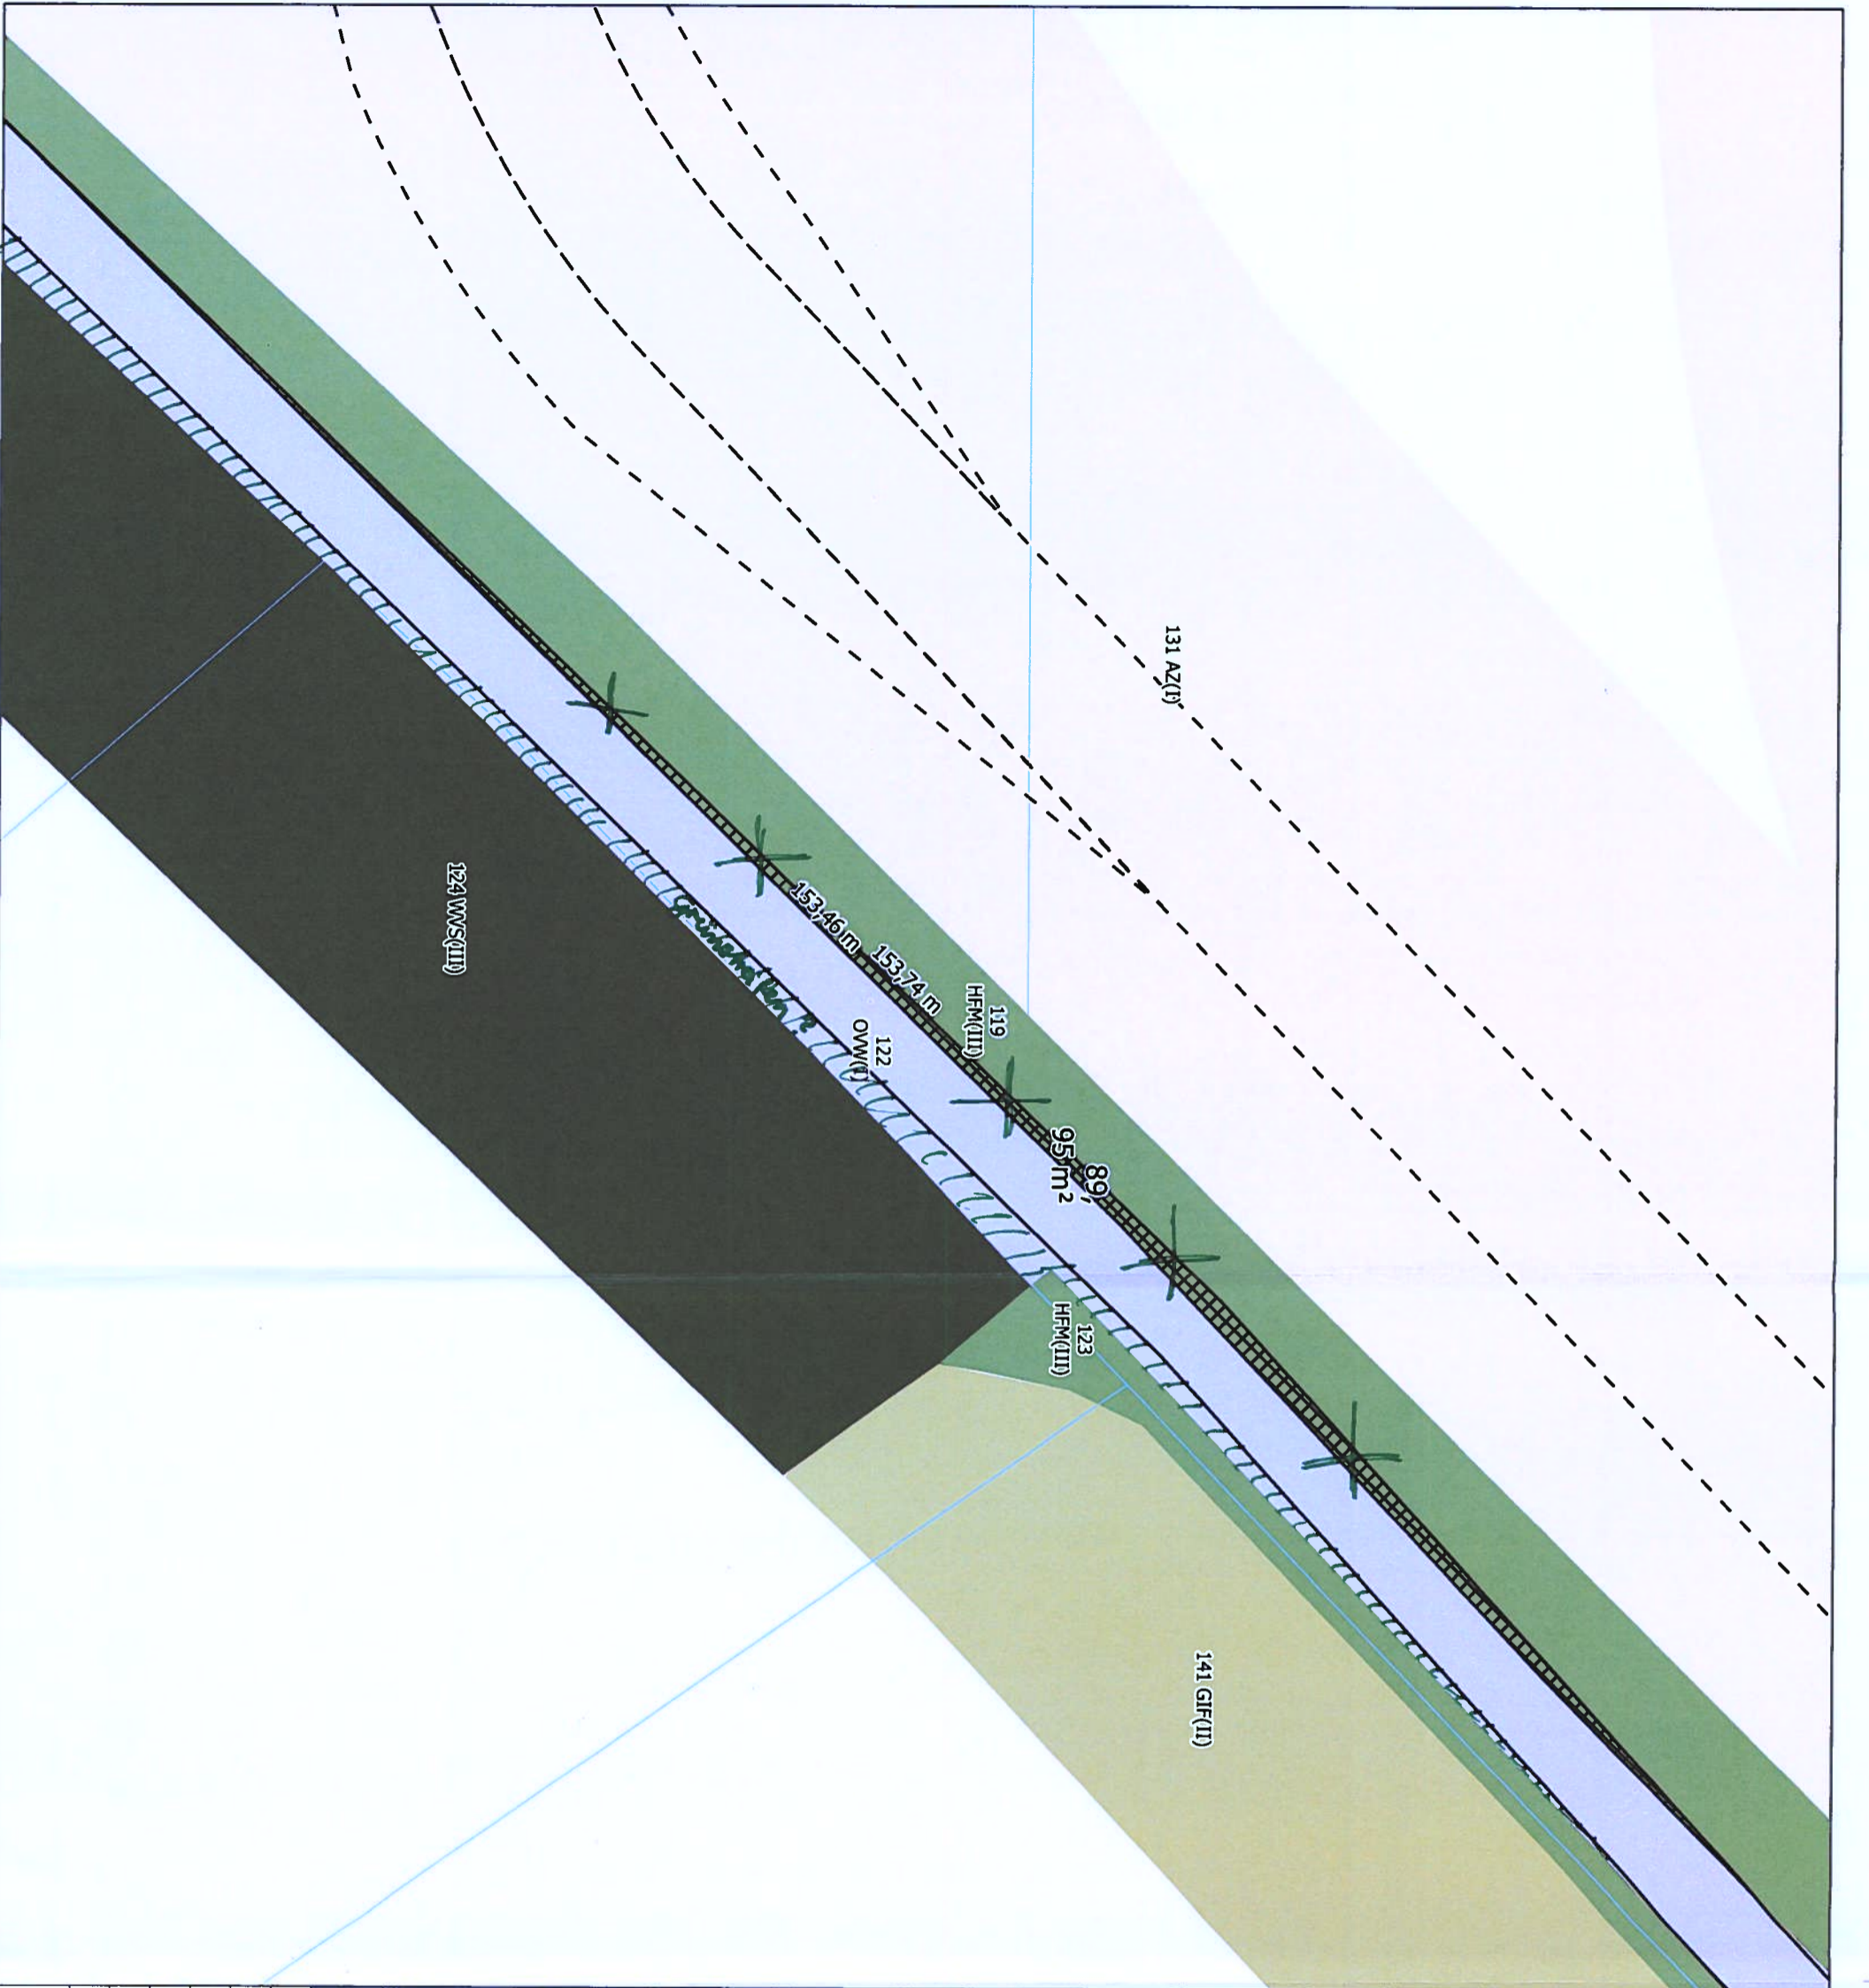 131 AZ(I)
153,46 m
153,74 m
119
HFM(III)
89,
95 m²
122
OVW(I)
124 WVS(III)
123
HFM(III)
141 GIF(II)